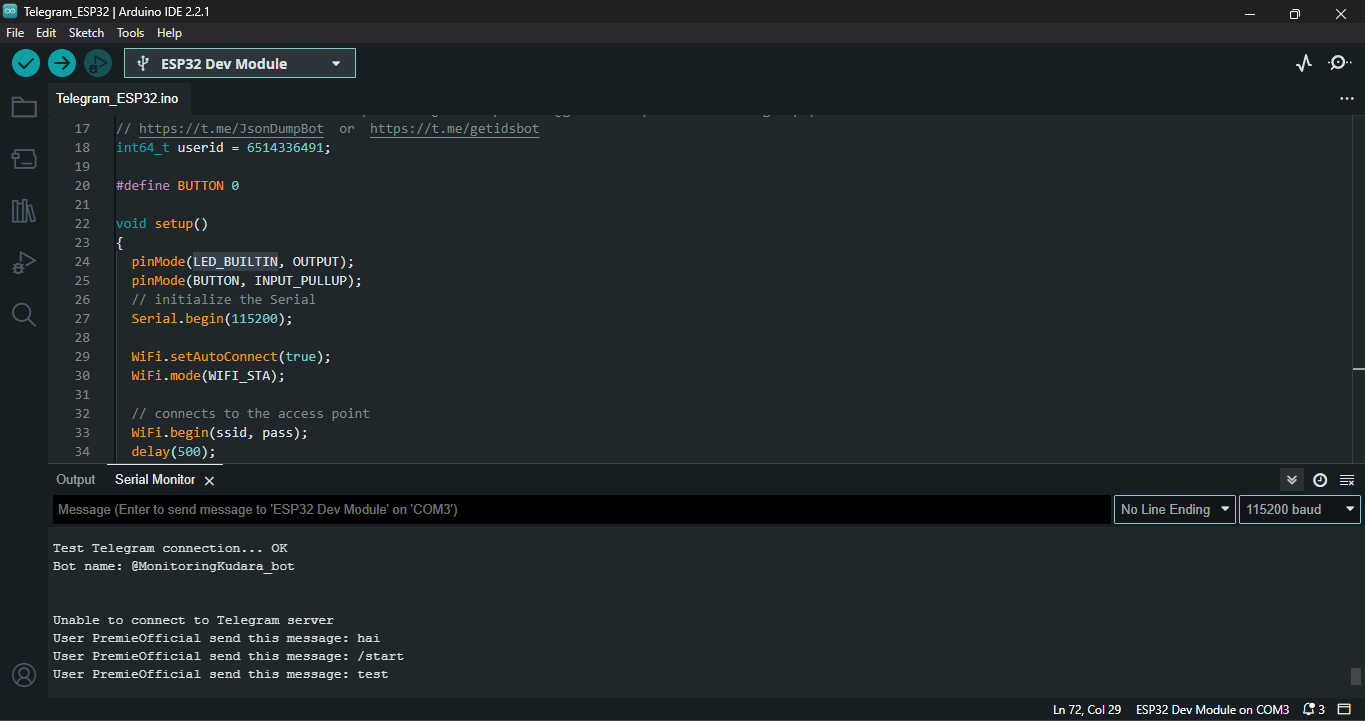 Telegram_ESP32 | Arduino IDE 2.2.1
File Edit Sketch Tools Help
ESP32 Dev Module
Telegram_ESP32.ino
17 // https://t.me/JsonDumpBot or https://t.me/getidsbot
18 int64_t userid = 6514336491;
19
20 #define BUTTON 0
21
22 void setup()
23 {
24 pinMode(LED_BUILTIN, OUTPUT);
25 pinMode(BUTTON, INPUT_PULLUP);
26 // initialize the Serial
27 Serial.begin(115200);
28
29 WiFi.setAutoConnect(true);
30 WiFi.mode(WIFI_STA);
31
32 // connects to the access point
33 WiFi.begin(ssid, pass);
34 delay(500);
Output Serial Monitor
Message (Enter to send message to 'ESP32 Dev Module' on 'COM3') No Line Ending 115200 baud
Test Telegram connection... OK
Bot name: @MonitoringKudara_bot
Unable to connect to Telegram server
User PremieOfficial send this message: hai
User PremieOfficial send this message: /start
User PremieOfficial send this message: test
Ln 72, Col 29 ESP32 Dev Module on COM3 3